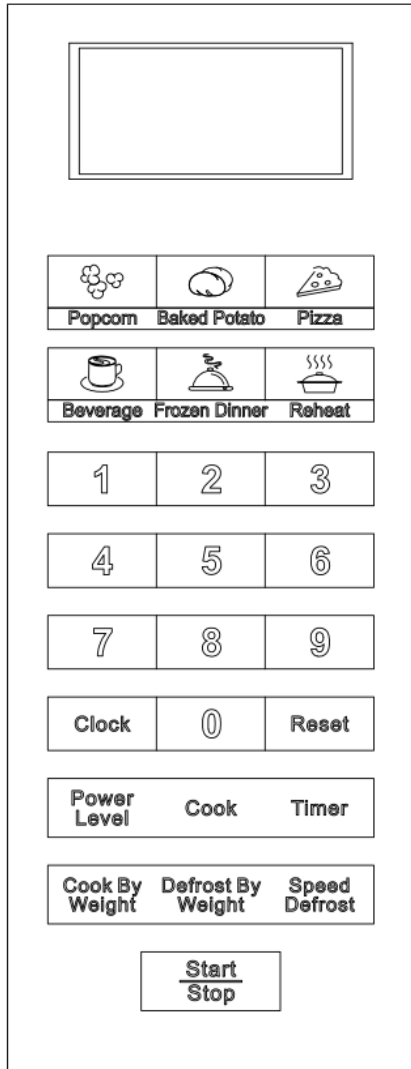 Popcorn Baked Potato Pizza
Beverage Frozen Dinner Reheat
1 2 3
4 5 6
7 8 9
Clock 0 Reset
Power Level Cook Timer
Cook By Weight Defrost By Weight Speed Defrost
Start
Stop